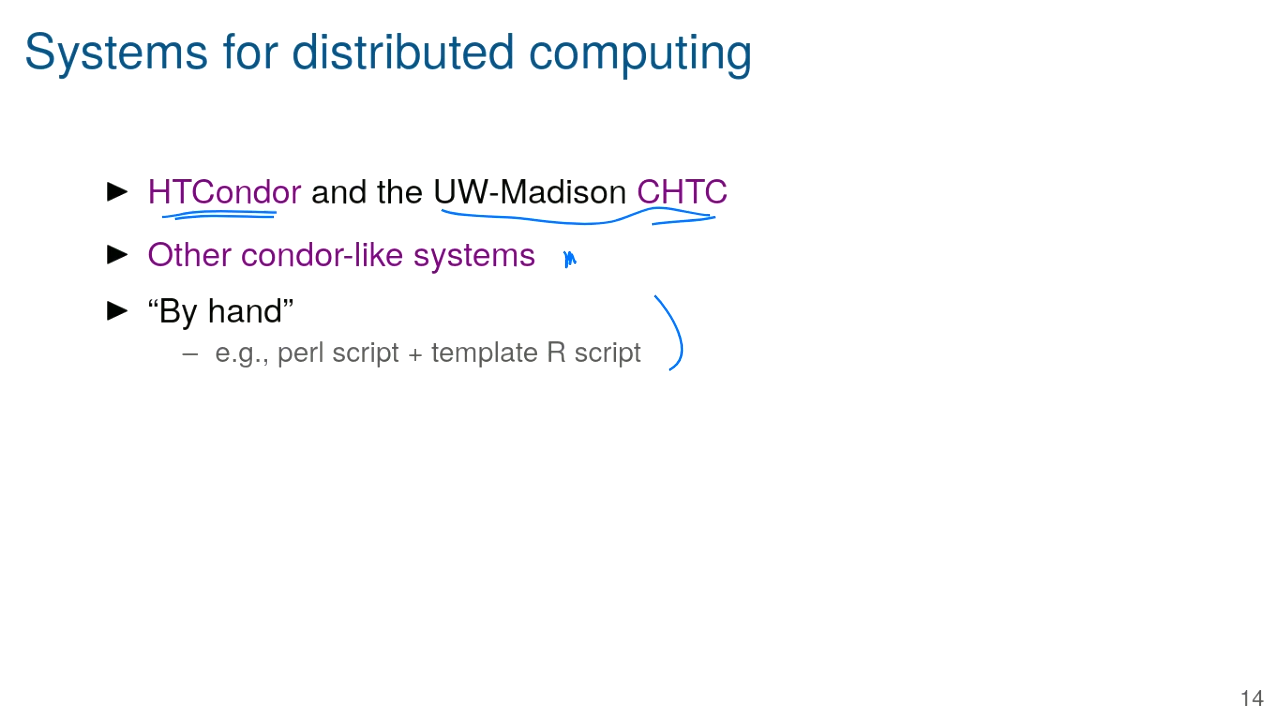 Systems for distributed computing
▶ HTCondor and the UW-Madison CHTC
▶ Other condor-like systems
▶ “By hand”
– e.g., perl script + template R script
14